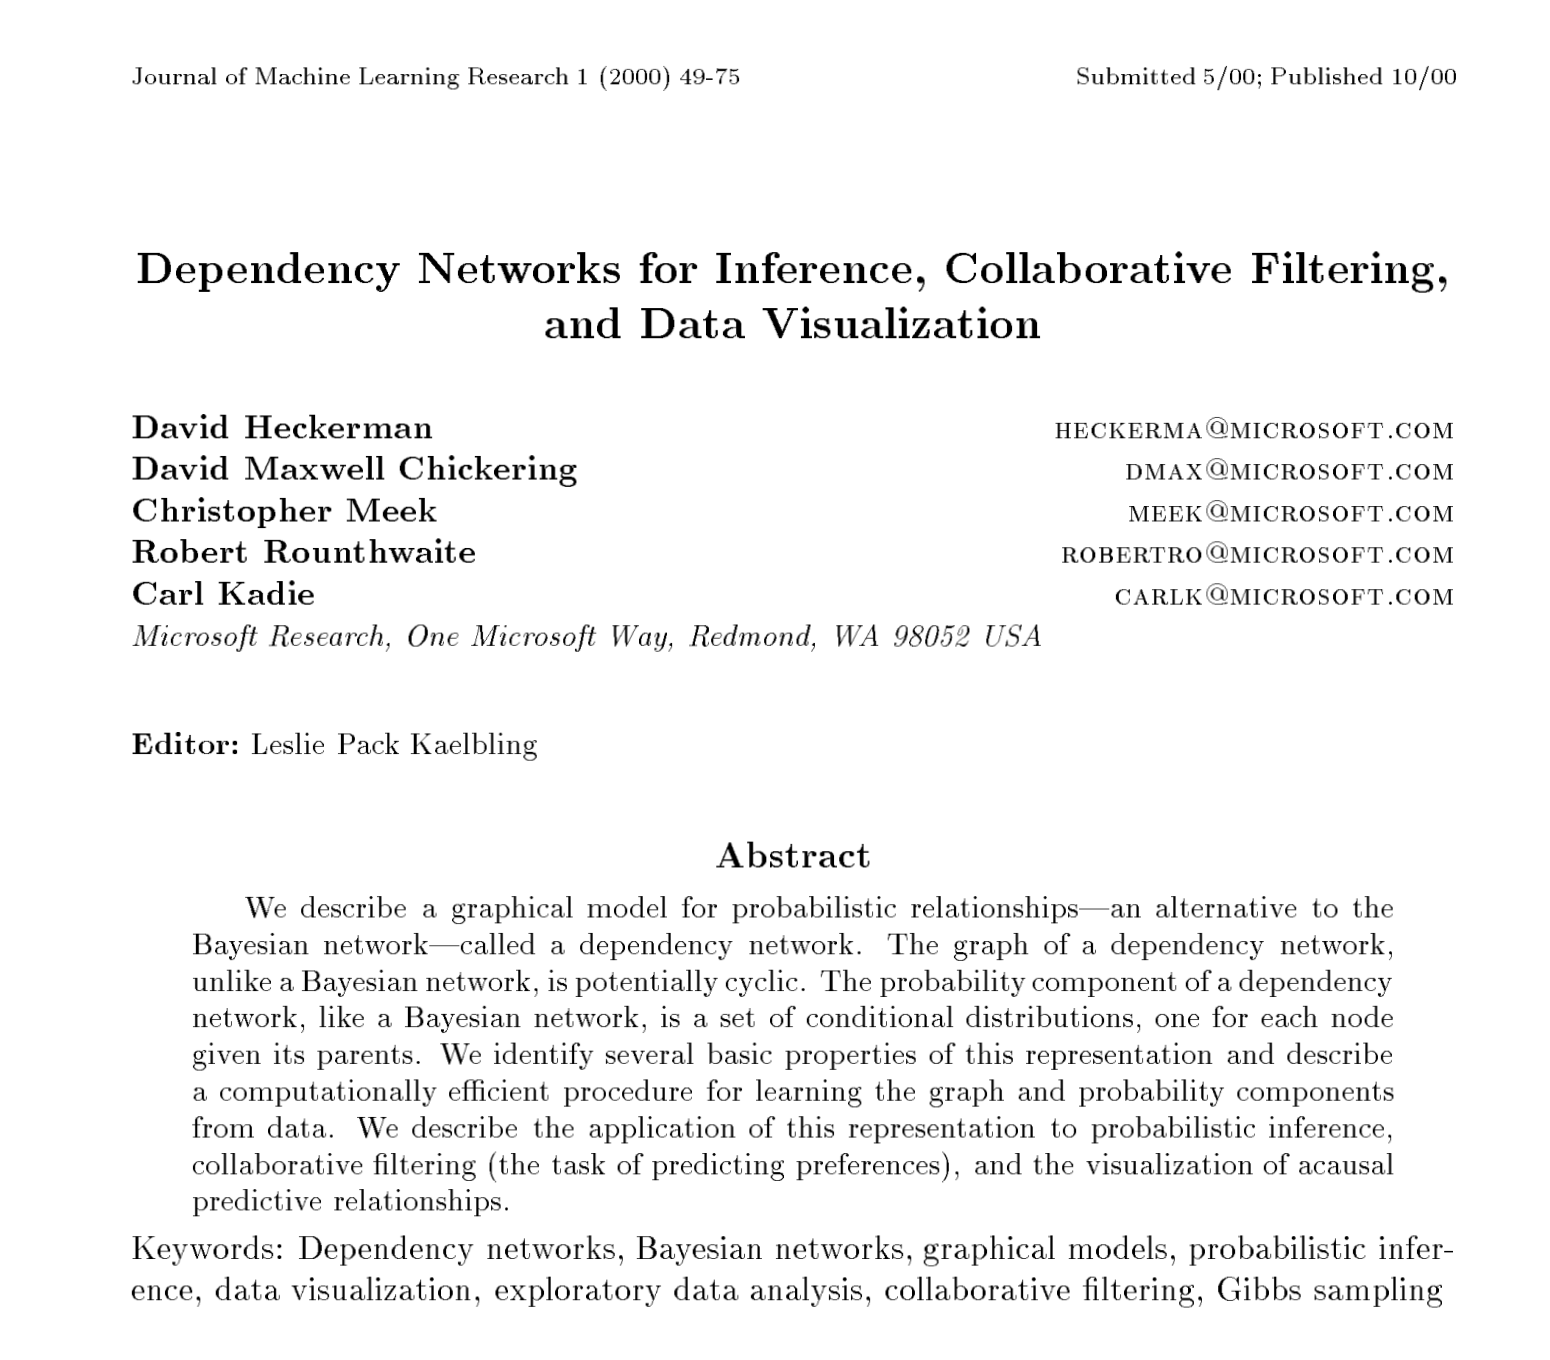 Journal of Machine Learning Research 1 (2000) 49-75 Submitted 5/00; Published 10/00
Dependency Networks for Inference, Collaborative Filtering,
and Data Visualization
David Heckerman HECKERMA@MICROSOFT.COM
David Maxwell Chickering DMAX@MICROSOFT.COM
Christopher Meek MEEK@MICROSOFT.COM
Robert Rounthwaite ROBERTRO@MICROSOFT.COM
Carl Kadie CARLK@MICROSOFT.COM
Microsoft Research, One Microsoft Way, Redmond, WA 98052 USA
Editor: Leslie Pack Kaelbling
Abstract
We describe a graphical model for probabilistic relationships—an alternative to the
Bayesian network—called a dependency network. The graph of a dependency network,
unlike a Bayesian network, is potentially cyclic. The probability component of a dependency
network, like a Bayesian network, is a set of conditional distributions, one for each node
given its parents. We identify several basic properties of this representation and describe
a computationally efficient procedure for learning the graph and probability components
from data. We describe the application of this representation to probabilistic inference,
collaborative filtering (the task of predicting preferences), and the visualization of acausal
predictive relationships.
Keywords: Dependency networks, Bayesian networks, graphical models, probabilistic infer-
ence, data visualization, exploratory data analysis, collaborative filtering, Gibbs sampling